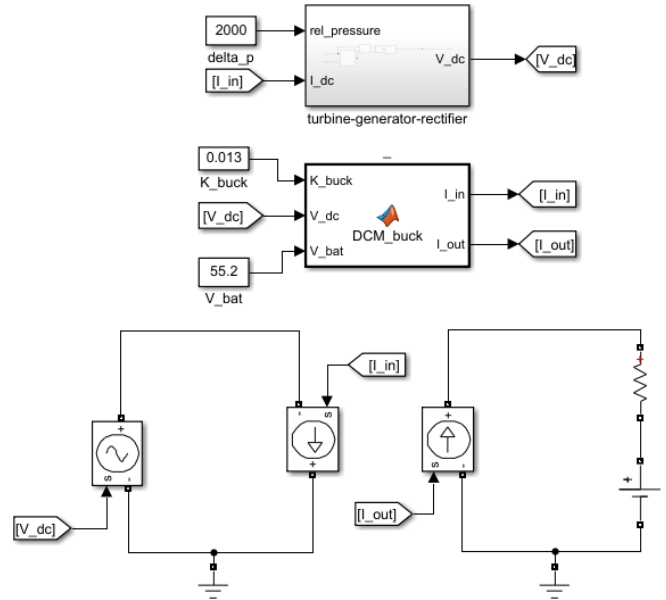 2000
delta_p
[I_in]
rel_pressure
I_dc
V_dc
turbine-generator-rectifier
[V_dc]
0.013
K_buck
[V_dc]
55.2
V_bat
K_buck
V_dc
V_bat
DCM_buck
I_in
I_out
[I_in]
[I_out]
[I_in]
+
s
-
[V_dc]
-
s
+
+
s
-
[I_out]
+
+